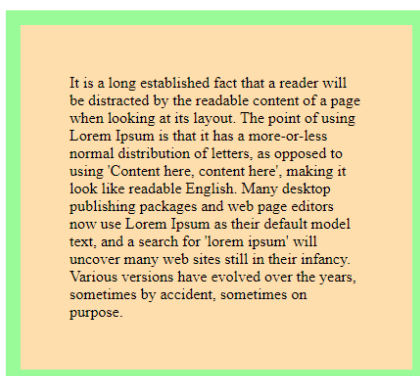 It is a long established fact that a reader will
be distracted by the readable content of a page
when looking at its layout. The point of using
Lorem Ipsum is that it has a more-or-less
normal distribution of letters, as opposed to
using 'Content here, content here', making it
look like readable English. Many desktop
publishing packages and web page editors
now use Lorem Ipsum as their default model
text, and a search for 'lorem ipsum' will
uncover many web sites still in their infancy.
Various versions have evolved over the years,
sometimes by accident, sometimes on
purpose.